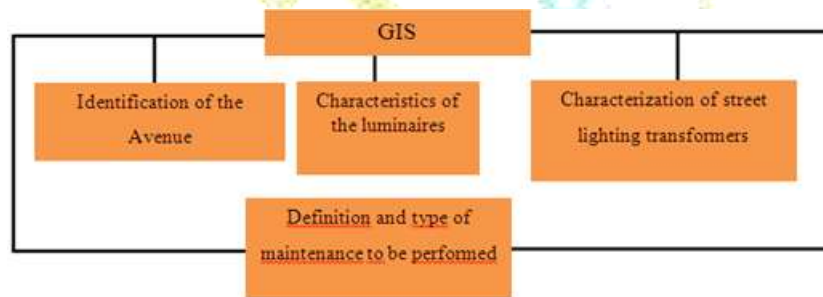 GIS
Identification of the
Avenue
Characteristics of
the luminaires
Characterization of street
lighting transformers
Definition and type of
maintenance to be performed